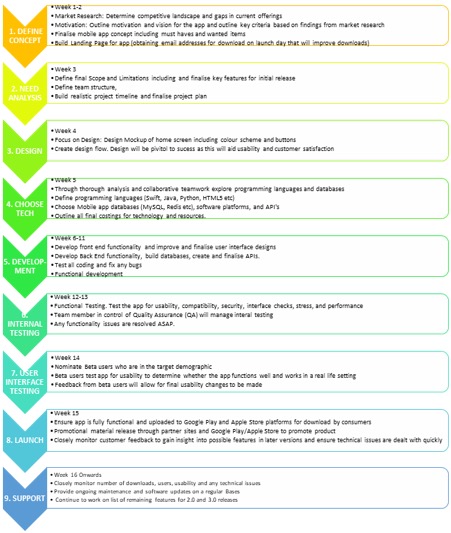 1. DEFINE
CONCEPT
• Week 1-2
• Market Research: Determine competitive landscape and gaps in current offerings
• Motivation: Outline motivation and vision for the app and outline key criteria based on findings from market research
• Finalise mobile app concept including must haves and wanted items
• Build Landing Page for app (obtaining email addresses for download on launch day that will improve downloads)
2. NEED
ANALYSIS
• Week 3
• Define final Scope and Limitations including and finalise key features for initial release
• Define team structure,
• Build realistic project timeline and finalise project plan
3. DESIGN
• Week 4
• Focus on Design: Design Mockup of home screen including colour scheme and buttons
• Create design flow. Design will be pivitol to sucess as this will aid usability and customer satisfaction
4. CHOOSE
TECH
• Week 5
• Through thorough analysis and collaborative teamwork explore programming languages and databases
• Define programming languages (Swift, Java, Python, HTML5 etc)
• Choose Mobile app databases (MySQL, Redis etc), software platforms, and API's
• Outline all final costings for technology and resources.
5. DEVELOP-
MENT
• Week 6-11
• Develop front end functionality and improve and finalise user interface designs
• Develop Back End functionality, build databases, create and finalise APIs.
• Test all coding and fix any bugs
• Functional development
6.
INTERNAL
TESTING
• Week 12-13
• Functional Testing. Test the app for usability, compatibility, security, interface checks, stress, and performance
• Team member in control of Quality Assurance (QA) will manage interal testing
• Any functionality issues are resolved ASAP.
7. USER
INTERFACE
TESTING
• Week 14
• Nominate Beta users who are in the target demographic
• Beta users test app for usability to determine whether the app functions well and works in a real life setting
• Feedback from beta users will allow for final usability changes to be made
8. LAUNCH
• Week 15
• Ensure app is fully functional and uploaded to Google Play and Apple Store platforms for download by consumers
• Promotional material release through partner sites and Google Play/Apple Store to promote product
• Closely monitor customer feedback to gain insight into possible features in later versions and ensure technical issues are dealt with quickly
9. SUPPORT
• Week 16 Onwards
• Closely monitor number of downloads, users, usability and any technical issues
• Provide ongoing maintenance and software updates on a regular Bases
• Continue to work on list of remaining features for 2.0 and 3.0 releases